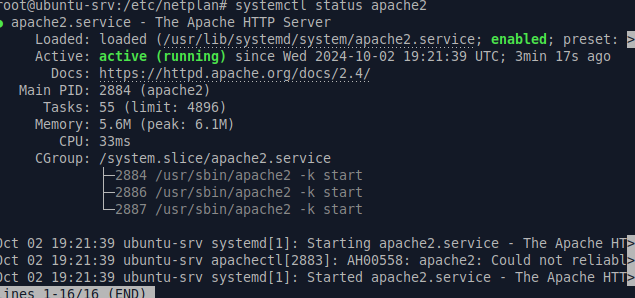 root@ubuntu-srv:/etc/netplan# systemctl status apache2
● apache2.service - The Apache HTTP Server
Loaded: loaded (/usr/lib/systemd/system/apache2.service; enabled; preset: >
Active: active (running) since Wed 2024-10-02 19:21:39 UTC; 3min 17s ago
Docs: https://httpd.apache.org/docs/2.4/
Main PID: 2884 (apache2)
Tasks: 55 (limit: 4896)
Memory: 5.6M (peak: 6.1M)
CPU: 33ms
CGroup: /system.slice/apache2.service
├─2884 /usr/sbin/apache2 -k start
├─2886 /usr/sbin/apache2 -k start
└─2887 /usr/sbin/apache2 -k start
Oct 02 19:21:39 ubuntu-srv systemd[1]: Starting apache2.service - The Apache HT>
Oct 02 19:21:39 ubuntu-srv apachectl[2883]: AH00558: apache2: Could not reliabl>
Oct 02 19:21:39 ubuntu-srv systemd[1]: Started apache2.service - The Apache HTT>
lines 1-16/16 (END)